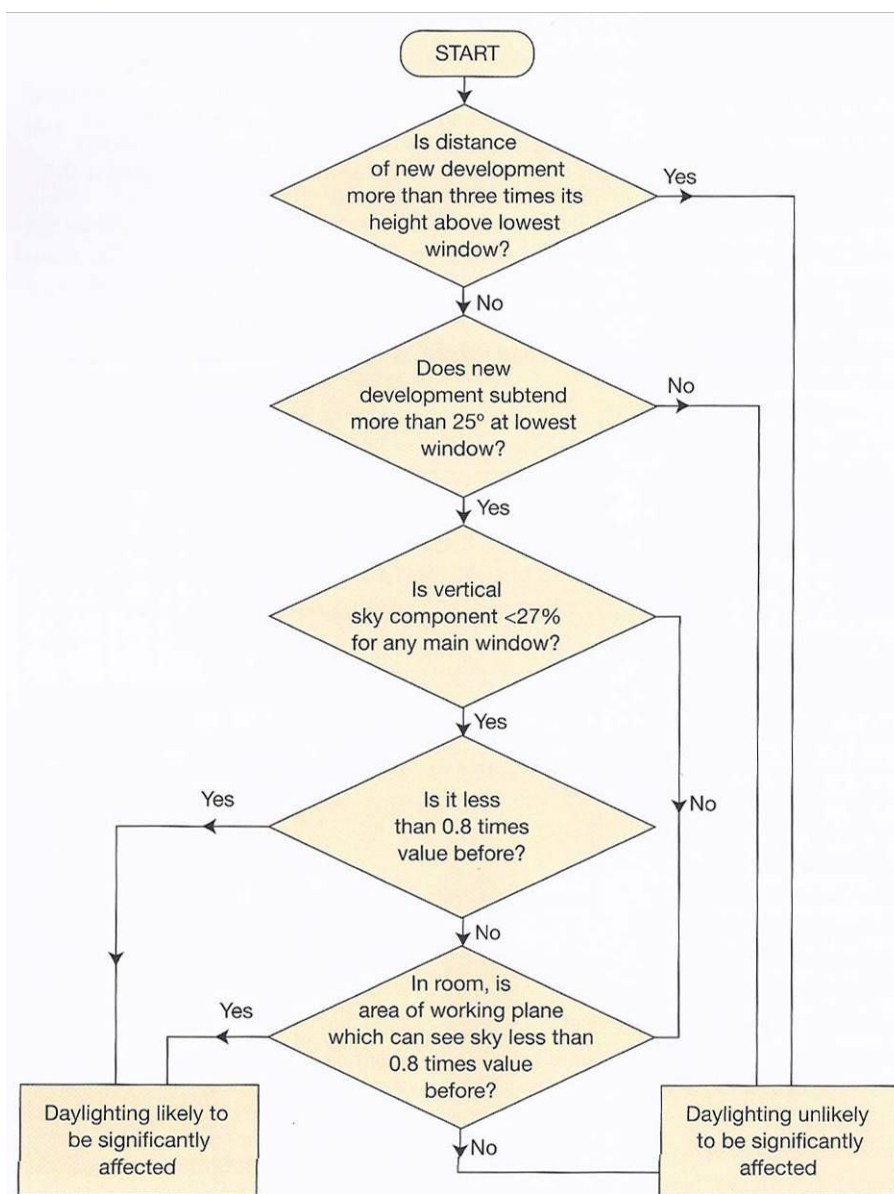 START
Is distance
of new development
more than three times its
height above lowest
window?
Yes
No
Does new
development subtend
more than 25º at lowest
window?
No
Yes
Is vertical
sky component <27%
for any main window?
Yes
No
Is it less
than 0.8 times
value before?
Yes
No
In room, is
area of working plane
which can see sky less than
0.8 times value
before?
Yes
No
Daylighting likely to
be significantly
affected
Daylighting unlikely
to be significantly
affected